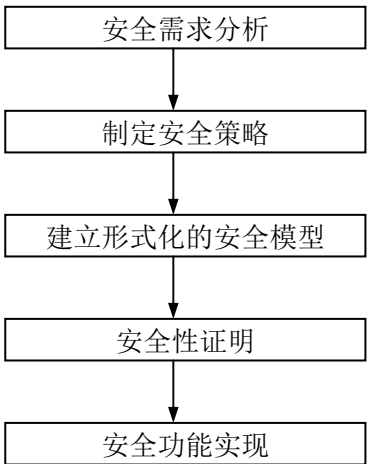 安全需求分析
制定安全策略
建立形式化的安全模型
安全性证明
安全功能实现